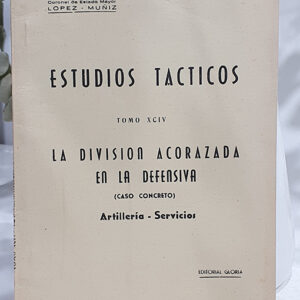 Coronel de Estado Mayor
LOPEZ - MUÑIZ
ESTUDIOS TACTICOS
TOMO XCIV
LA DIVISION ACORAZADA
EN LA DEFENSIVA
(CASO CONCRETO)
Artillería - Servicios
EDITORIAL GLORIA